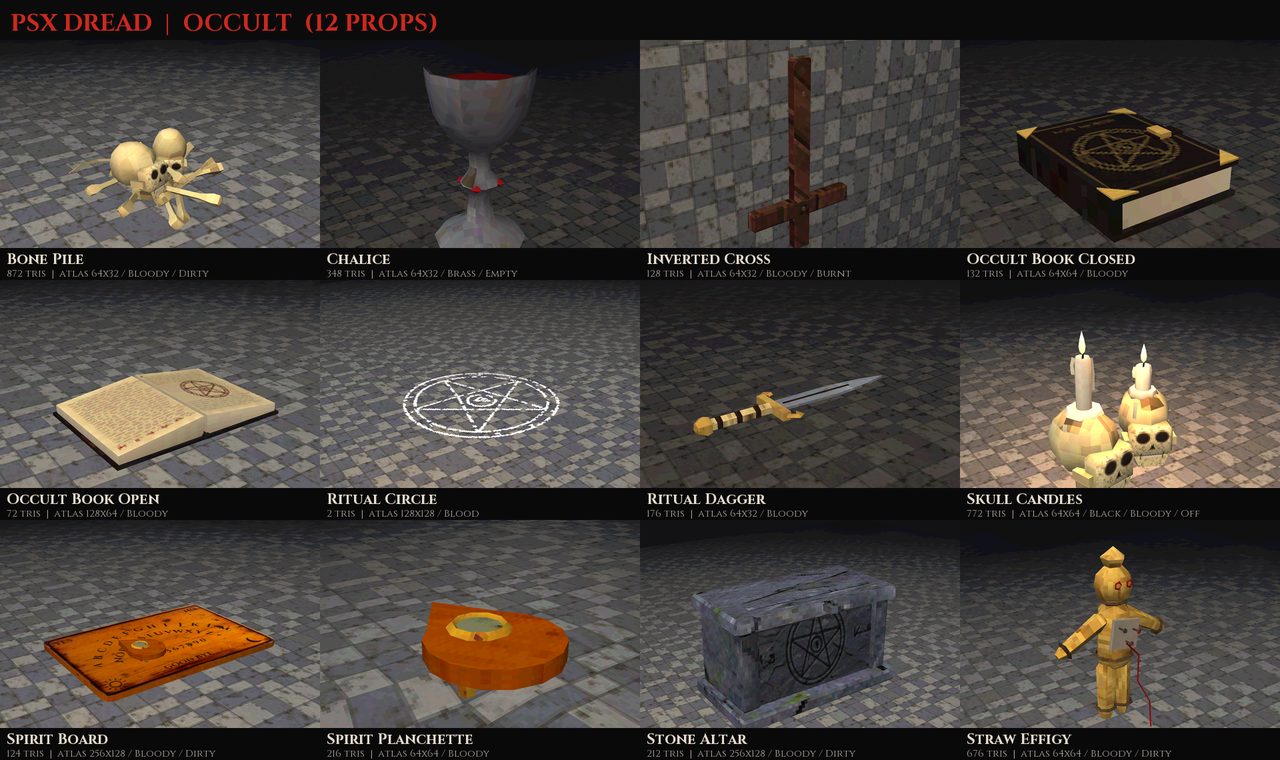 PSX DREAD | OCCULT (12 PROPS)
BONE PILE
872 TRIS | ATLAS 64X32 / BLOODY / DIRTY
CHALICE
348 TRIS | ATLAS 64X32 / BRASS / EMPTY
INVERTED CROSS
128 TRIS | ATLAS 64X32 / BLOODY / BURNT
OCCULT BOOK CLOSED
132 TRIS | ATLAS 64X64 / BLOODY
OCCULT BOOK OPEN
72 TRIS | ATLAS 128X64 / BLOODY
RITUAL CIRCLE
2 TRIS | ATLAS 128X128 / BLOOD
RITUAL DAGGER
176 TRIS | ATLAS 64X32 / BLOODY
SKULL CANDLES
772 TRIS | ATLAS 64X64 / BLACK / BLOODY / OFF
SPIRIT BOARD
124 TRIS | ATLAS 256X128 / BLOODY / DIRTY
SPIRIT PLANCHETTE
216 TRIS | ATLAS 64X64 / BLOODY
STONE ALTAR
212 TRIS | ATLAS 256X128 / BLOODY / DIRTY
STRAW EFFIGY
676 TRIS | ATLAS 64X64 / BLOODY / DIRTY